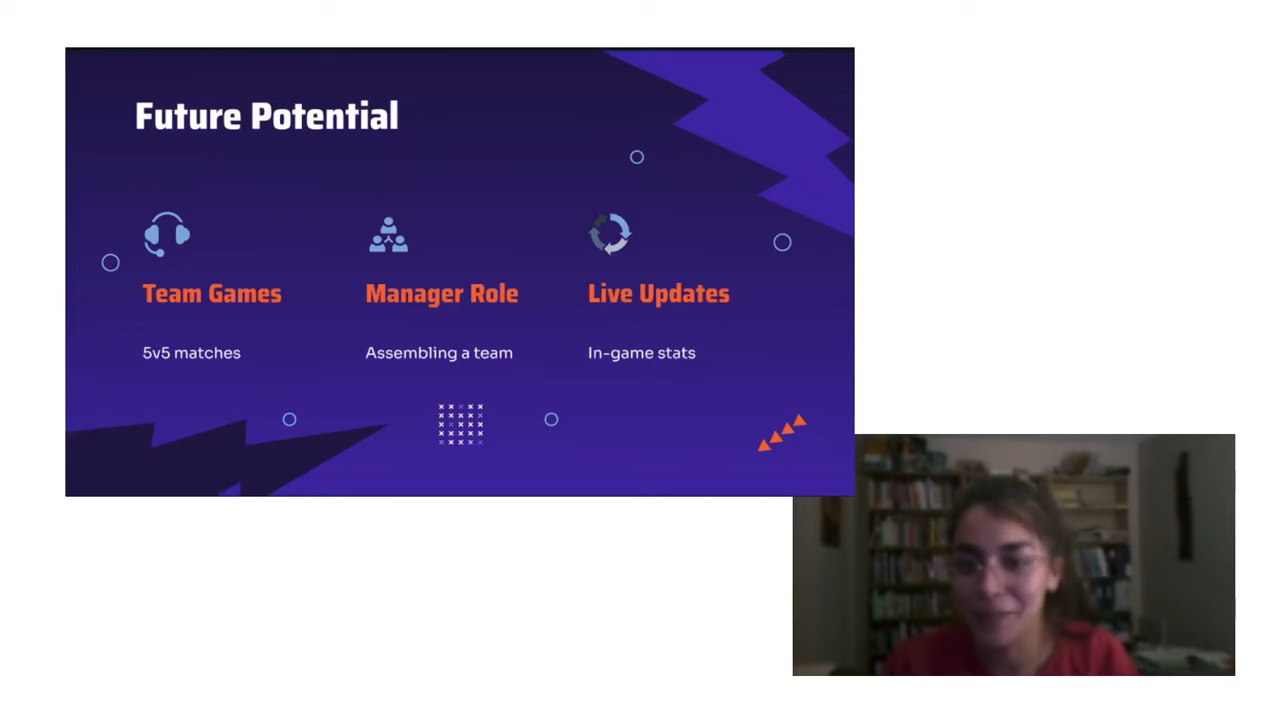 Future Potential
Team Games
Manager Role
Live Updates
5v5 matches
Assembling a team
In-game stats